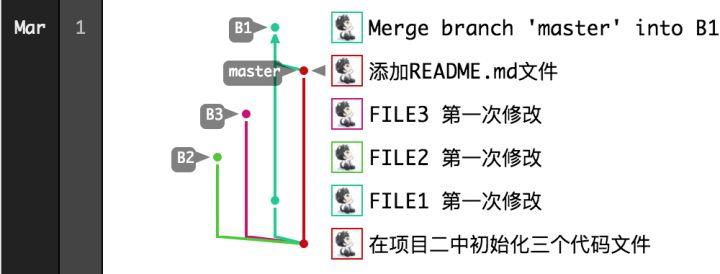 Mar 1 B1 Merge branch 'master' into B1
master 添加README.md文件
B3 FILE3 第一次修改
B2 FILE2 第一次修改
FILE1 第一次修改
在项目二中初始化三个代码文件